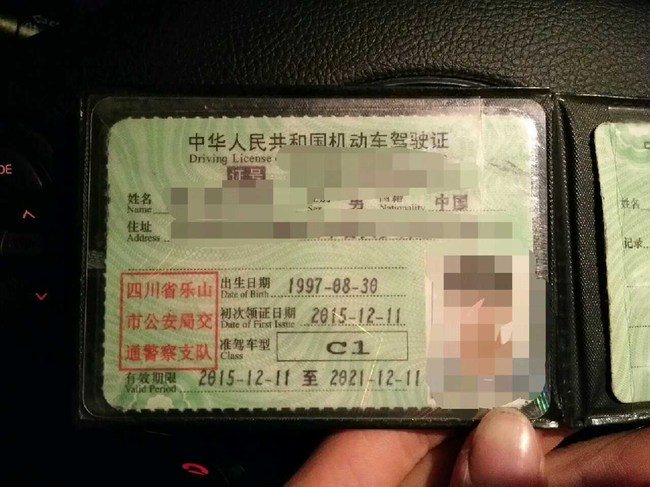 中华人民共和国机动车驾驶证
Driving License
证号
姓名
Name
男
Nationality
中国
住址
Address
出生日期
Date of Birth
1997-08-30
四川省乐山
市公安局交
通警察支队
初次领证日期
Date of First Issue
2015-12-11
准驾车型
Class
C1
有效期限
Valid Period
2015-12-11 至 2021-12-11
姓名
记录